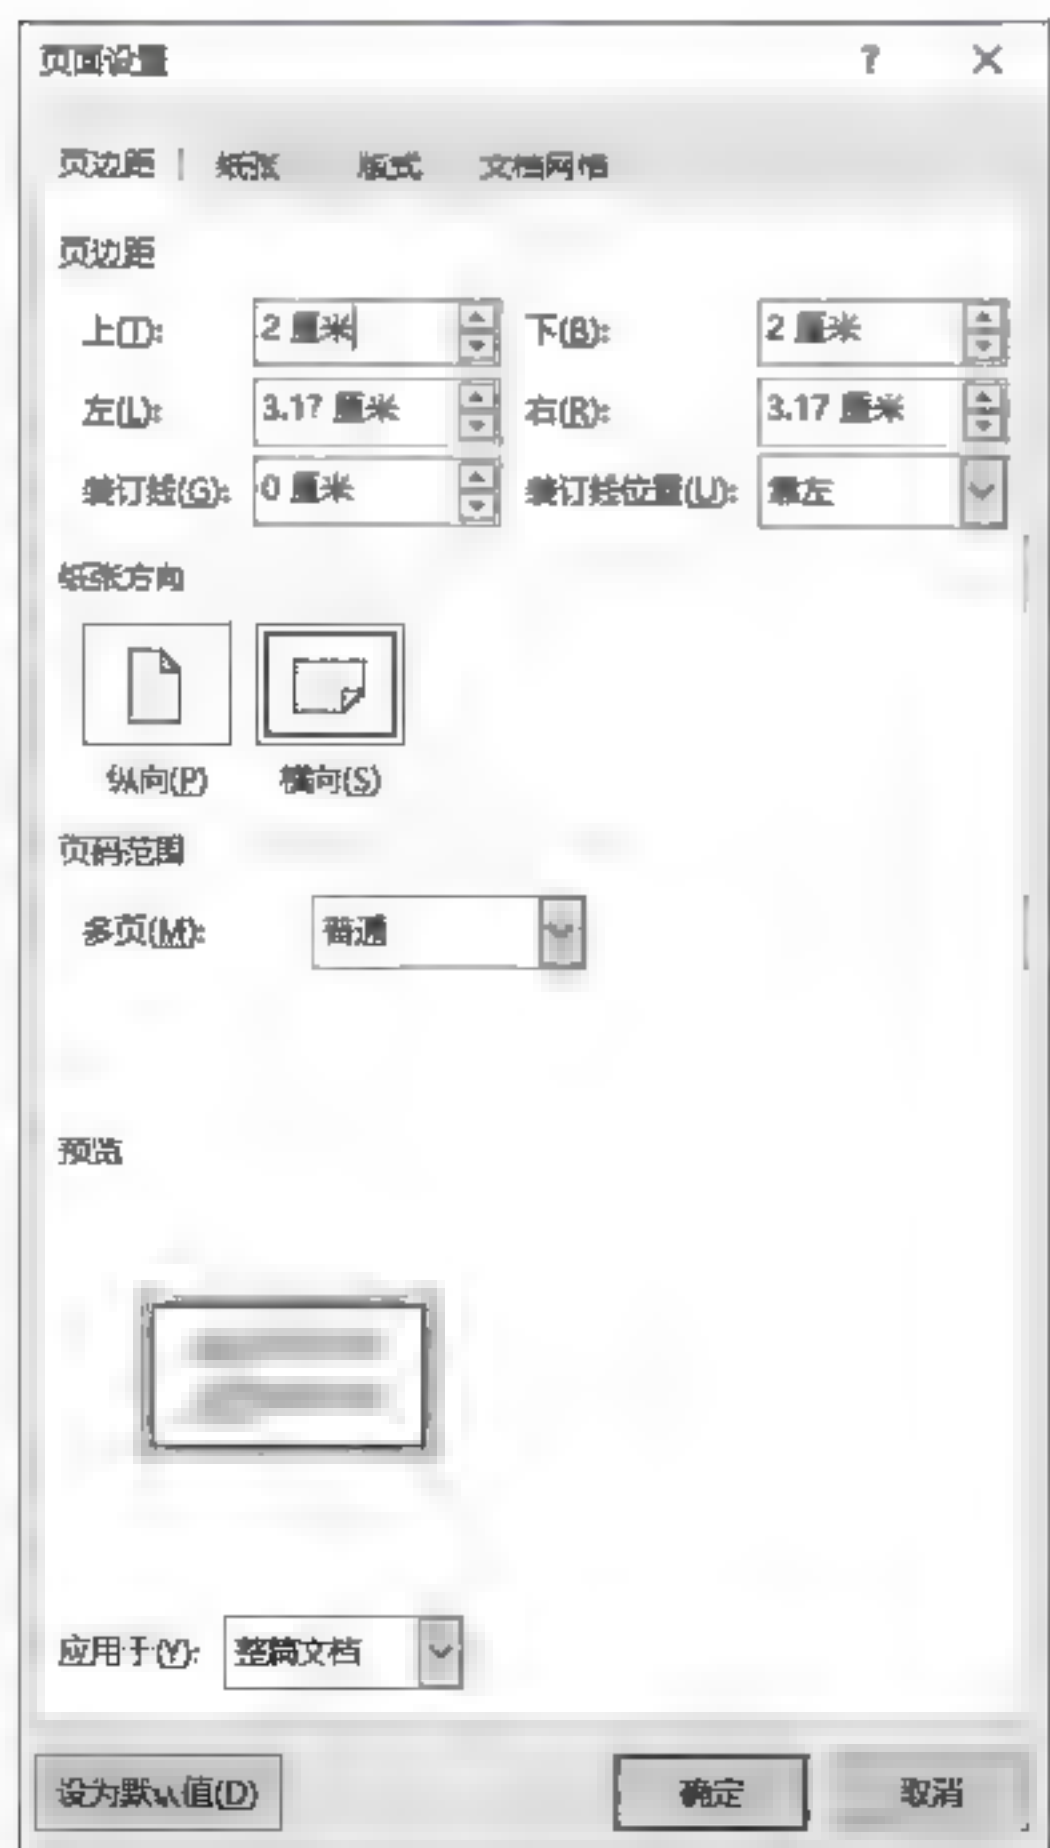 页面设置 ? ×
页边距 | 纸张 版式 文档网格
页边距
上(T): 2 厘米 下(B): 2 厘米
左(L): 3.17 厘米 右(R): 3.17 厘米
装订线(G): 0 厘米 装订线位置(U): 靠左
纸张方向
纵向(P) 横向(S)
页码范围
多页(M): 普通
预览
应用于(Y): 整篇文档
设为默认值(D) 确定 取消